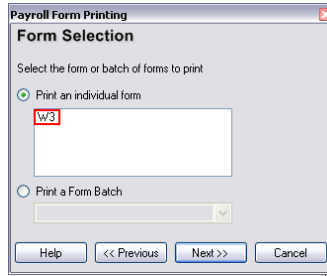 Payroll Form Printing
Form Selection
Select the form or batch of forms to print
Print an individual form
W3
Print a Form Batch
Help << Previous Next >> Cancel